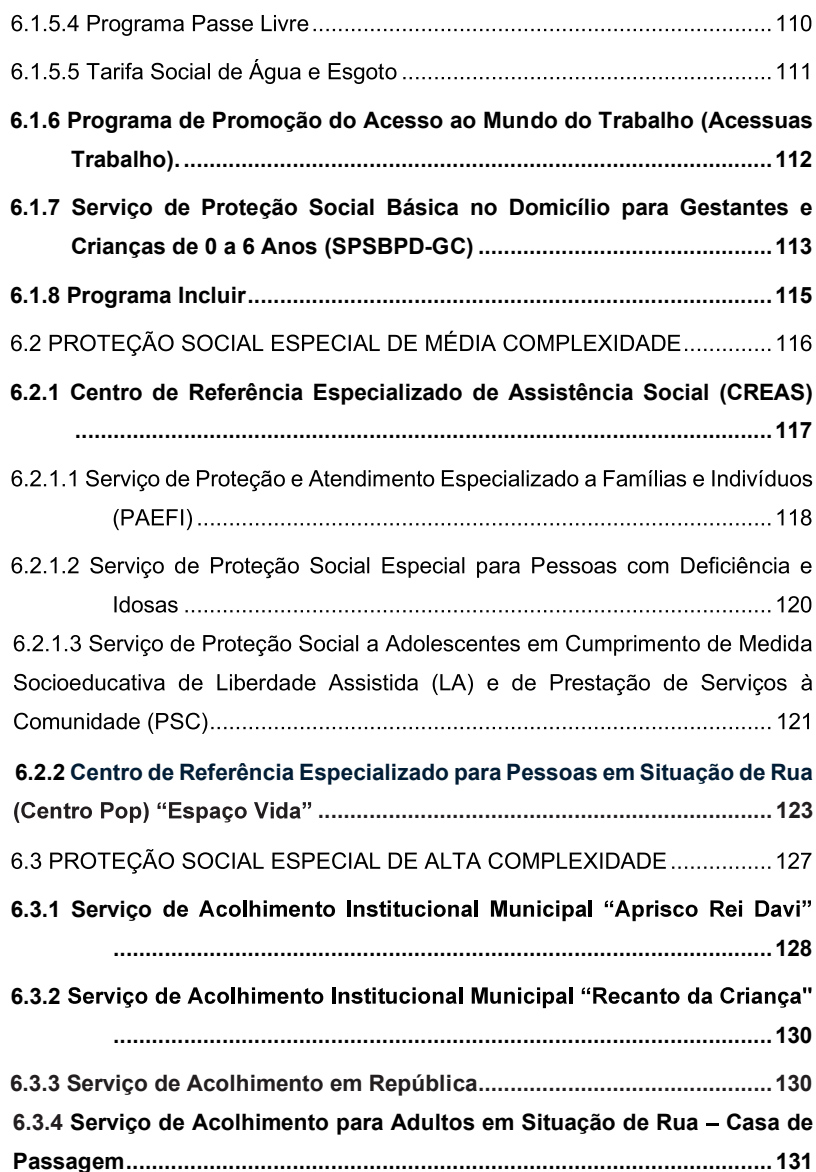 6.1.5.4 Programa Passe Livre ........ 110
6.1.5.5 Tarifa Social de Água e Esgoto ........ 111
6.1.6 Programa de Promoção do Acesso ao Mundo do Trabalho (Acessuas
Trabalho). ........ 112
6.1.7 Serviço de Proteção Social Básica no Domicílio para Gestantes e
Crianças de 0 a 6 Anos (SPSBPD-GC) ........ 113
6.1.8 Programa Incluir ........ 115
6.2 PROTEÇÃO SOCIAL ESPECIAL DE MÉDIA COMPLEXIDADE ........ 116
6.2.1 Centro de Referência Especializado de Assistência Social (CREAS)
........ 117
6.2.1.1 Serviço de Proteção e Atendimento Especializado a Famílias e Indivíduos
(PAEFI) ........ 118
6.2.1.2 Serviço de Proteção Social Especial para Pessoas com Deficiência e
Idosas ........ 120
6.2.1.3 Serviço de Proteção Social a Adolescentes em Cumprimento de Medida
Socioeducativa de Liberdade Assistida (LA) e de Prestação de Serviços à
Comunidade (PSC) ........ 121
6.2.2 Centro de Referência Especializado para Pessoas em Situação de Rua
(Centro Pop) “Espaço Vida” ........ 123
6.3 PROTEÇÃO SOCIAL ESPECIAL DE ALTA COMPLEXIDADE ........ 127
6.3.1 Serviço de Acolhimento Institucional Municipal “Aprisco Rei Davi”
........ 128
6.3.2 Serviço de Acolhimento Institucional Municipal “Recanto da Criança"
........ 130
6.3.3 Serviço de Acolhimento em República ........ 130
6.3.4 Serviço de Acolhimento para Adultos em Situação de Rua – Casa de
Passagem ........ 131